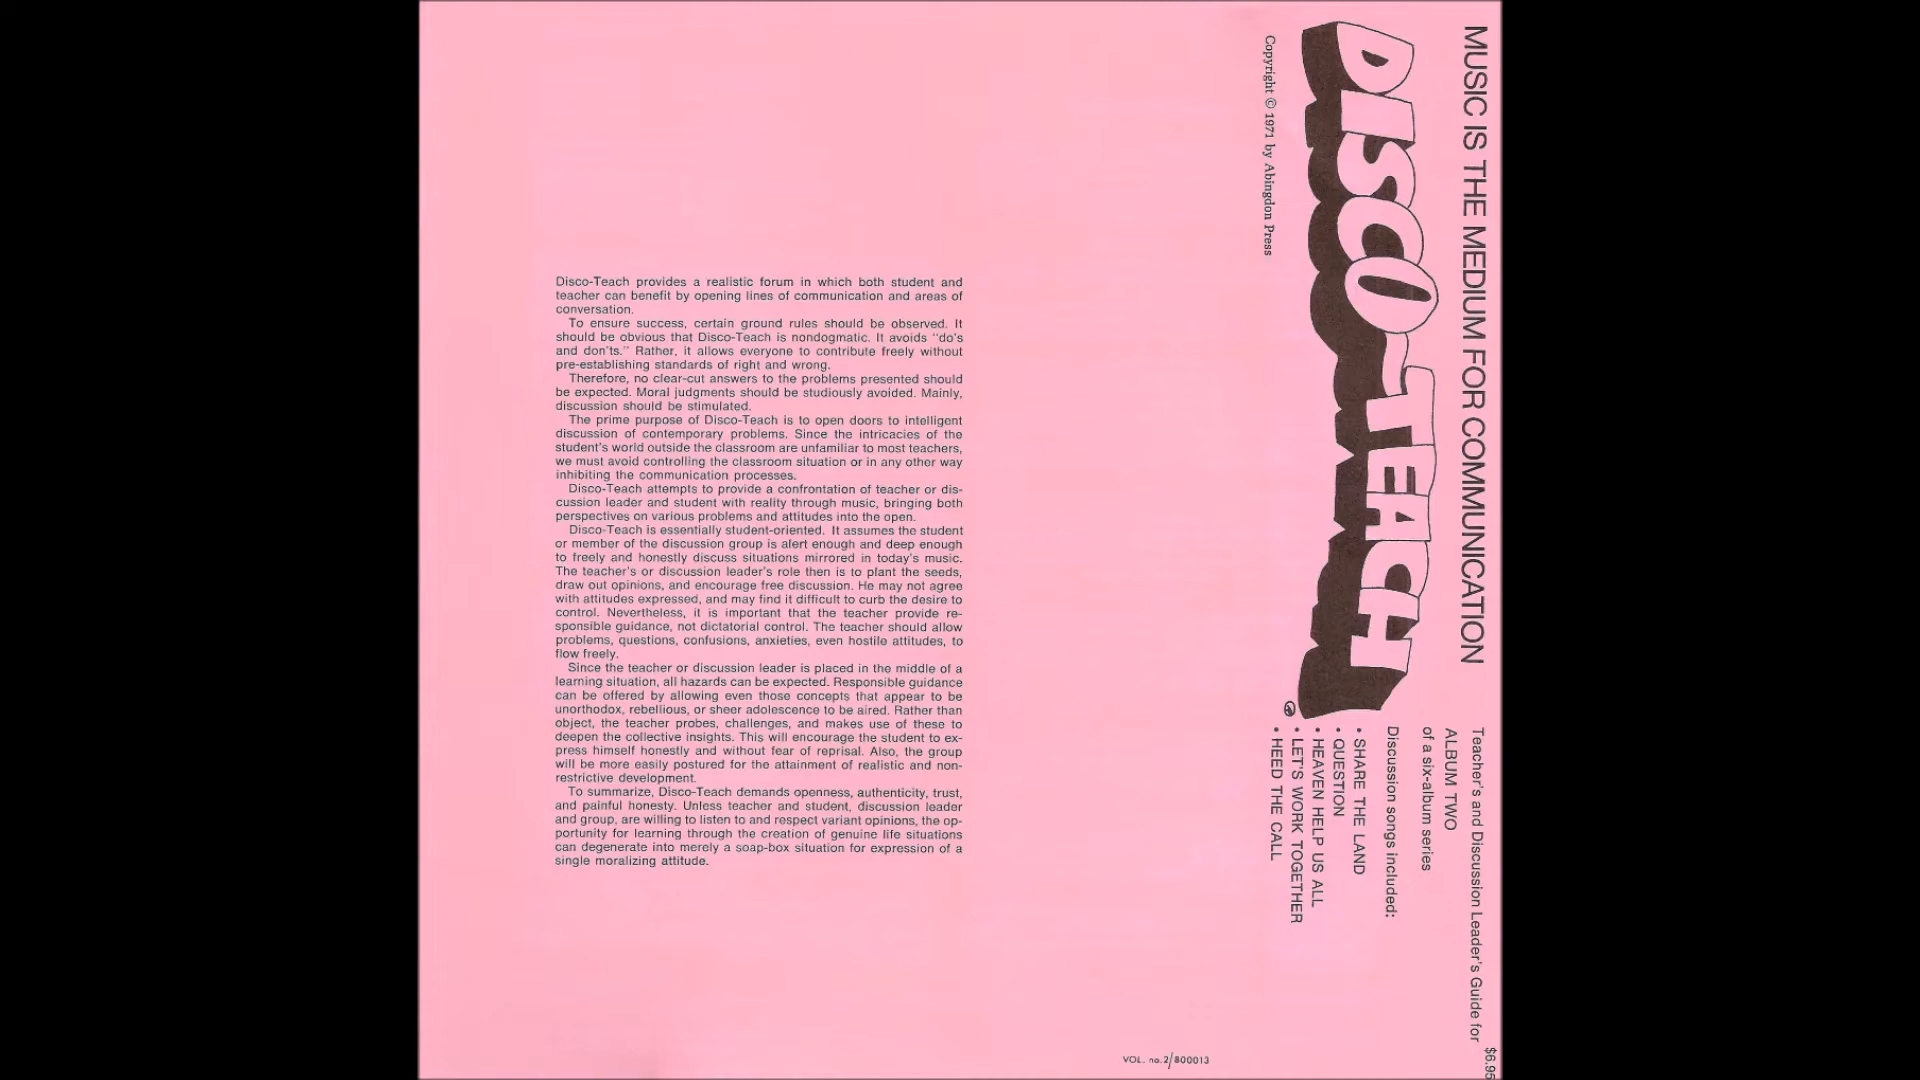 MUSIC IS THE MEDIUM FOR COMMUNICATION
DISCO-TEACH
®
Copyright © 1971 by Abingdon Press
Teacher's and Discussion Leader's Guide for
ALBUM TWO
of a six-album series
Discussion songs included:
• SHARE THE LAND
• QUESTION
• HEAVEN HELP US ALL
• LET'S WORK TOGETHER
• HEED THE CALL
$6.95
Disco-Teach provides a realistic forum in which both student and
teacher can benefit by opening lines of communication and areas of
conversation.
To ensure success, certain ground rules should be observed. It
should be obvious that Disco-Teach is nondogmatic. It avoids "do's
and don'ts." Rather, it allows everyone to contribute freely without
pre-establishing standards of right and wrong.
Therefore, no clear-cut answers to the problems presented should
be expected. Moral judgments should be studiously avoided. Mainly,
discussion should be stimulated.
The prime purpose of Disco-Teach is to open doors to intelligent
discussion of contemporary problems. Since the intricacies of the
student's world outside the classroom are unfamiliar to most teachers,
we must avoid controlling the classroom situation or in any other way
inhibiting the communication processes.
Disco-Teach attempts to provide a confrontation of teacher or dis-
cussion leader and student with reality through music, bringing both
perspectives on various problems and attitudes into the open.
Disco-Teach is essentially student-oriented. It assumes the student
or member of the discussion group is alert enough and deep enough
to freely and honestly discuss situations mirrored in today's music.
The teacher's or discussion leader's role then is to plant the seeds,
draw out opinions, and encourage free discussion. He may not agree
with attitudes expressed, and may find it difficult to curb the desire to
control. Nevertheless, it is important that the teacher provide re-
sponsible guidance, not dictatorial control. The teacher should allow
problems, questions, confusions, anxieties, even hostile attitudes, to
flow freely.
Since the teacher or discussion leader is placed in the middle of a
learning situation, all hazards can be expected. Responsible guidance
can be offered by allowing even those concepts that appear to be
unorthodox, rebellious, or sheer adolescence to be aired. Rather than
object, the teacher probes, challenges, and makes use of these to
deepen the collective insights. This will encourage the student to ex-
press himself honestly and without fear of reprisal. Also, the group
will be more easily postured for the attainment of realistic and non-
restrictive development.
To summarize, Disco-Teach demands openness, authenticity, trust,
and painful honesty. Unless teacher and student, discussion leader
and group, are willing to listen to and respect variant opinions, the op-
portunity for learning through the creation of genuine life situations
can degenerate into merely a soap-box situation for expression of a
single moralizing attitude.
VOL. no.2/800013